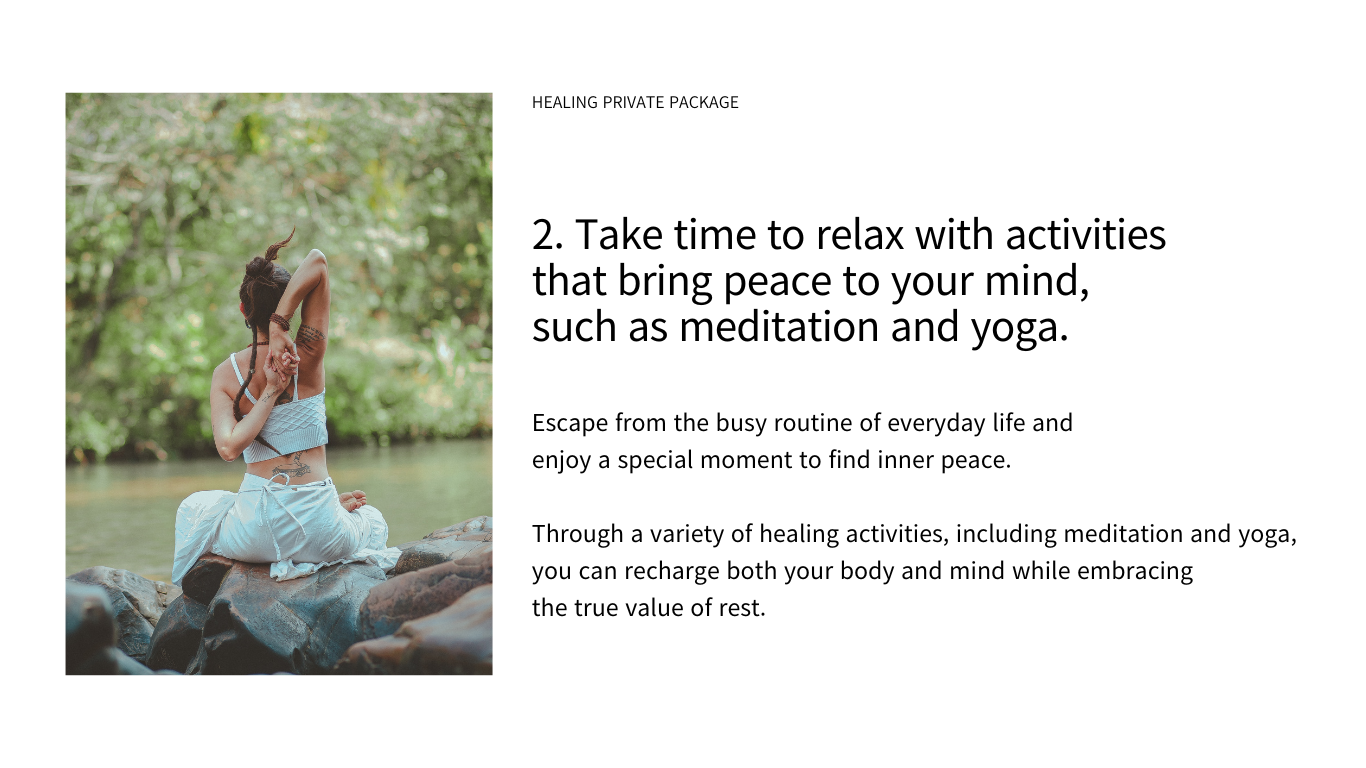 HEALING PRIVATE PACKAGE
2. Take time to relax with activities
that bring peace to your mind,
such as meditation and yoga.
Escape from the busy routine of everyday life and
enjoy a special moment to find inner peace.
Through a variety of healing activities, including meditation and yoga,
you can recharge both your body and mind while embracing
the true value of rest.